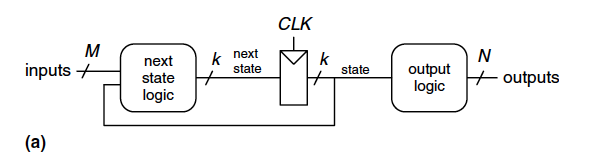 CLK
inputs
M
next
state
logic
k
next
state
k
state
output
logic
N
outputs
(a)